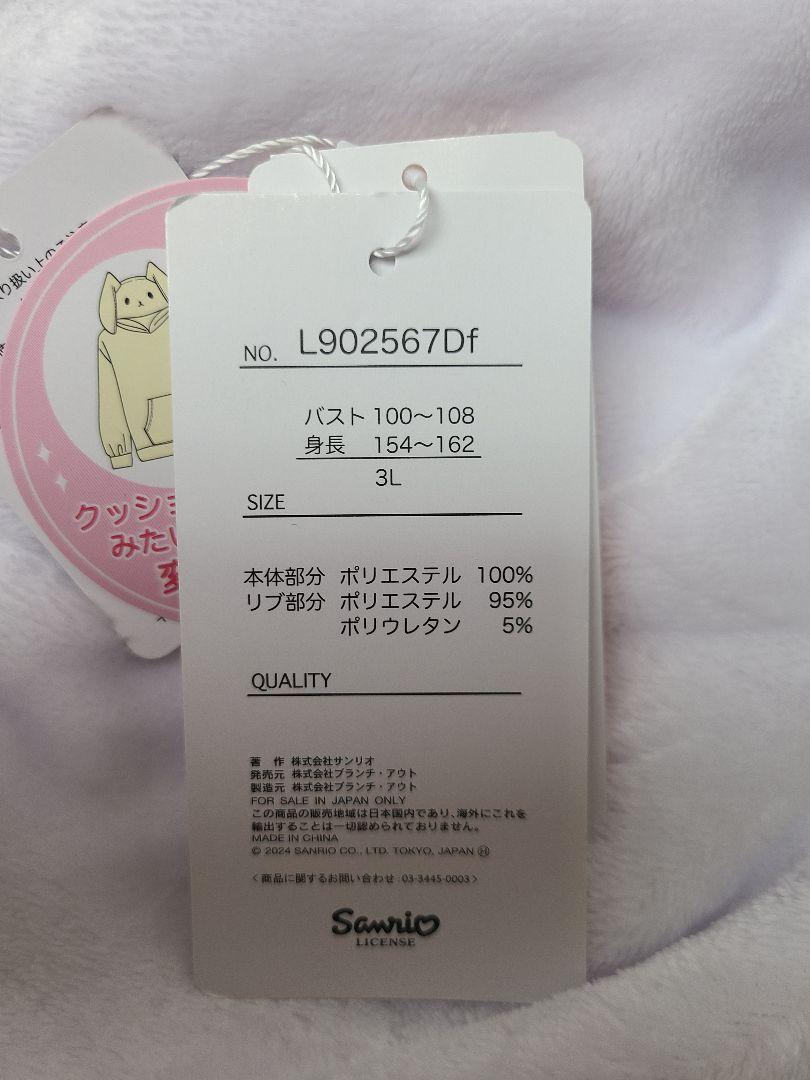 り扱い上の
クッショ
みたい
変
NO. L902567Df
バスト 100〜108
身長 154〜162
3L
SIZE
本体部分 ポリエステル 100%
リブ部分 ポリエステル 95%
ポリウレタン 5%
QUALITY
著 作 株式会社サンリオ
発売元 株式会社ブランチ・アウト
製造元 株式会社ブランチ・アウト
FOR SALE IN JAPAN ONLY
この商品の販売地域は日本国内であり、海外にこれを
輸出することは一切認められておりません。
MADE IN CHINA
© 2024 SANRIO CO., LTD. TOKYO, JAPAN Ⓗ
〈商品に関するお問い合わせ 03-3445-0003〉
Sanrio
LICENSE